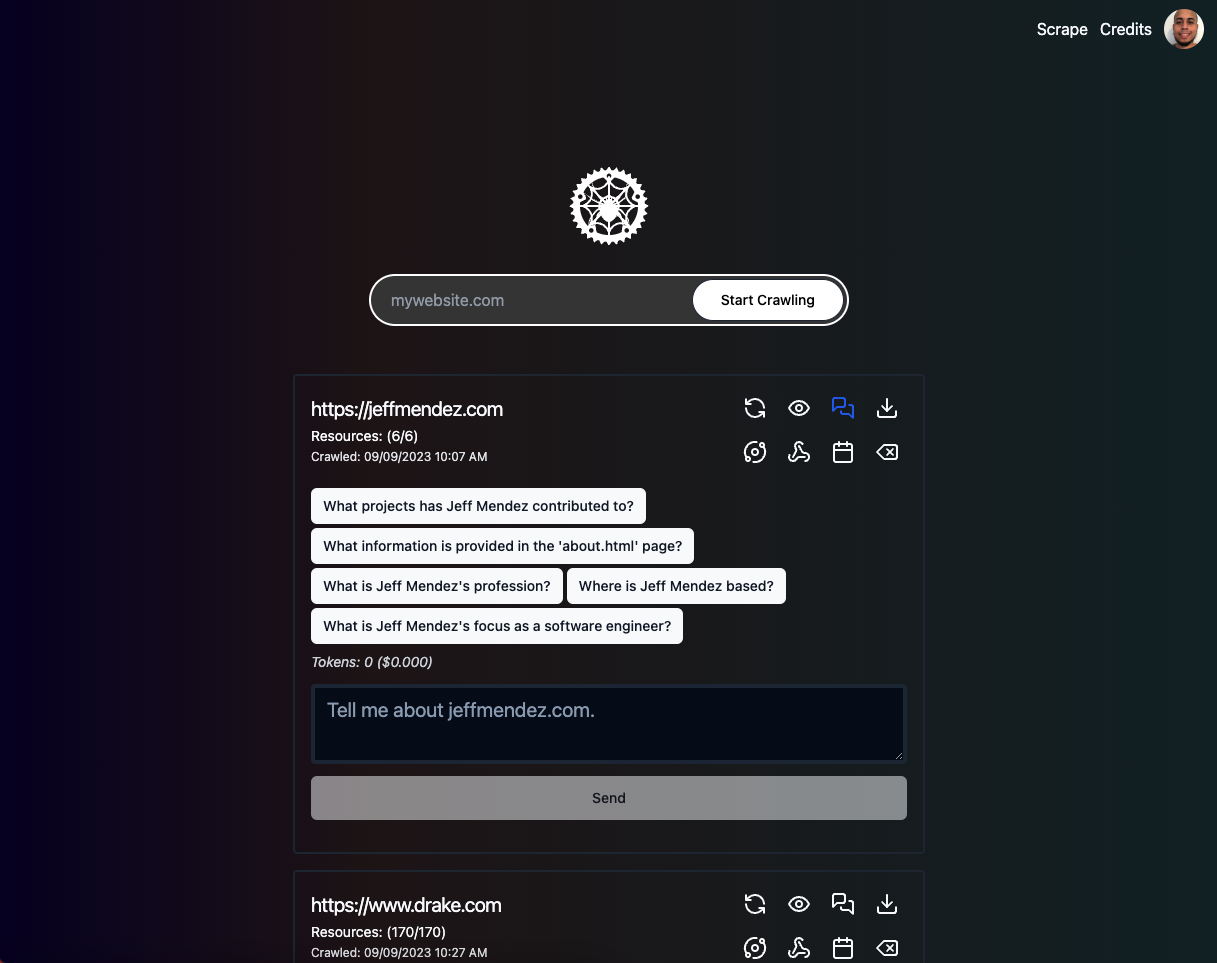 Scrape Credits
mywebsite.com
Start Crawling
https://jeffmendez.com
Resources: (6/6)
Crawled: 09/09/2023 10:07 AM
What projects has Jeff Mendez contributed to?
What information is provided in the 'about.html' page?
What is Jeff Mendez's profession? Where is Jeff Mendez based?
What is Jeff Mendez's focus as a software engineer?
Tokens: 0 ($0.000)
Tell me about jeffmendez.com.
Send
https://www.drake.com
Resources: (170/170)
Crawled: 09/09/2023 10:27 AM